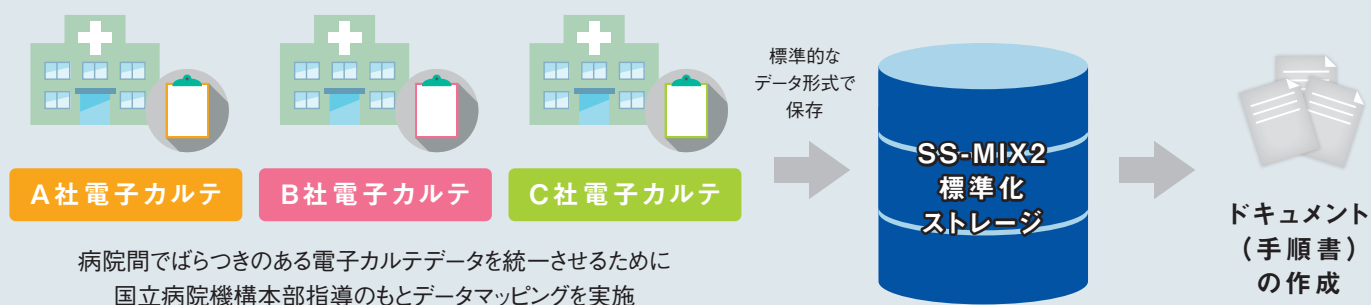 A社電子カルテ
B社電子カルテ
C社電子カルテ
病院間でばらつきのある電子カルテデータを統一させるために
国立病院機構本部指導のもとデータマッピングを実施
標準的な
データ形式で
保存
SS-MIX2
標準化
ストレージ
ドキュメント
(手順書)
の作成